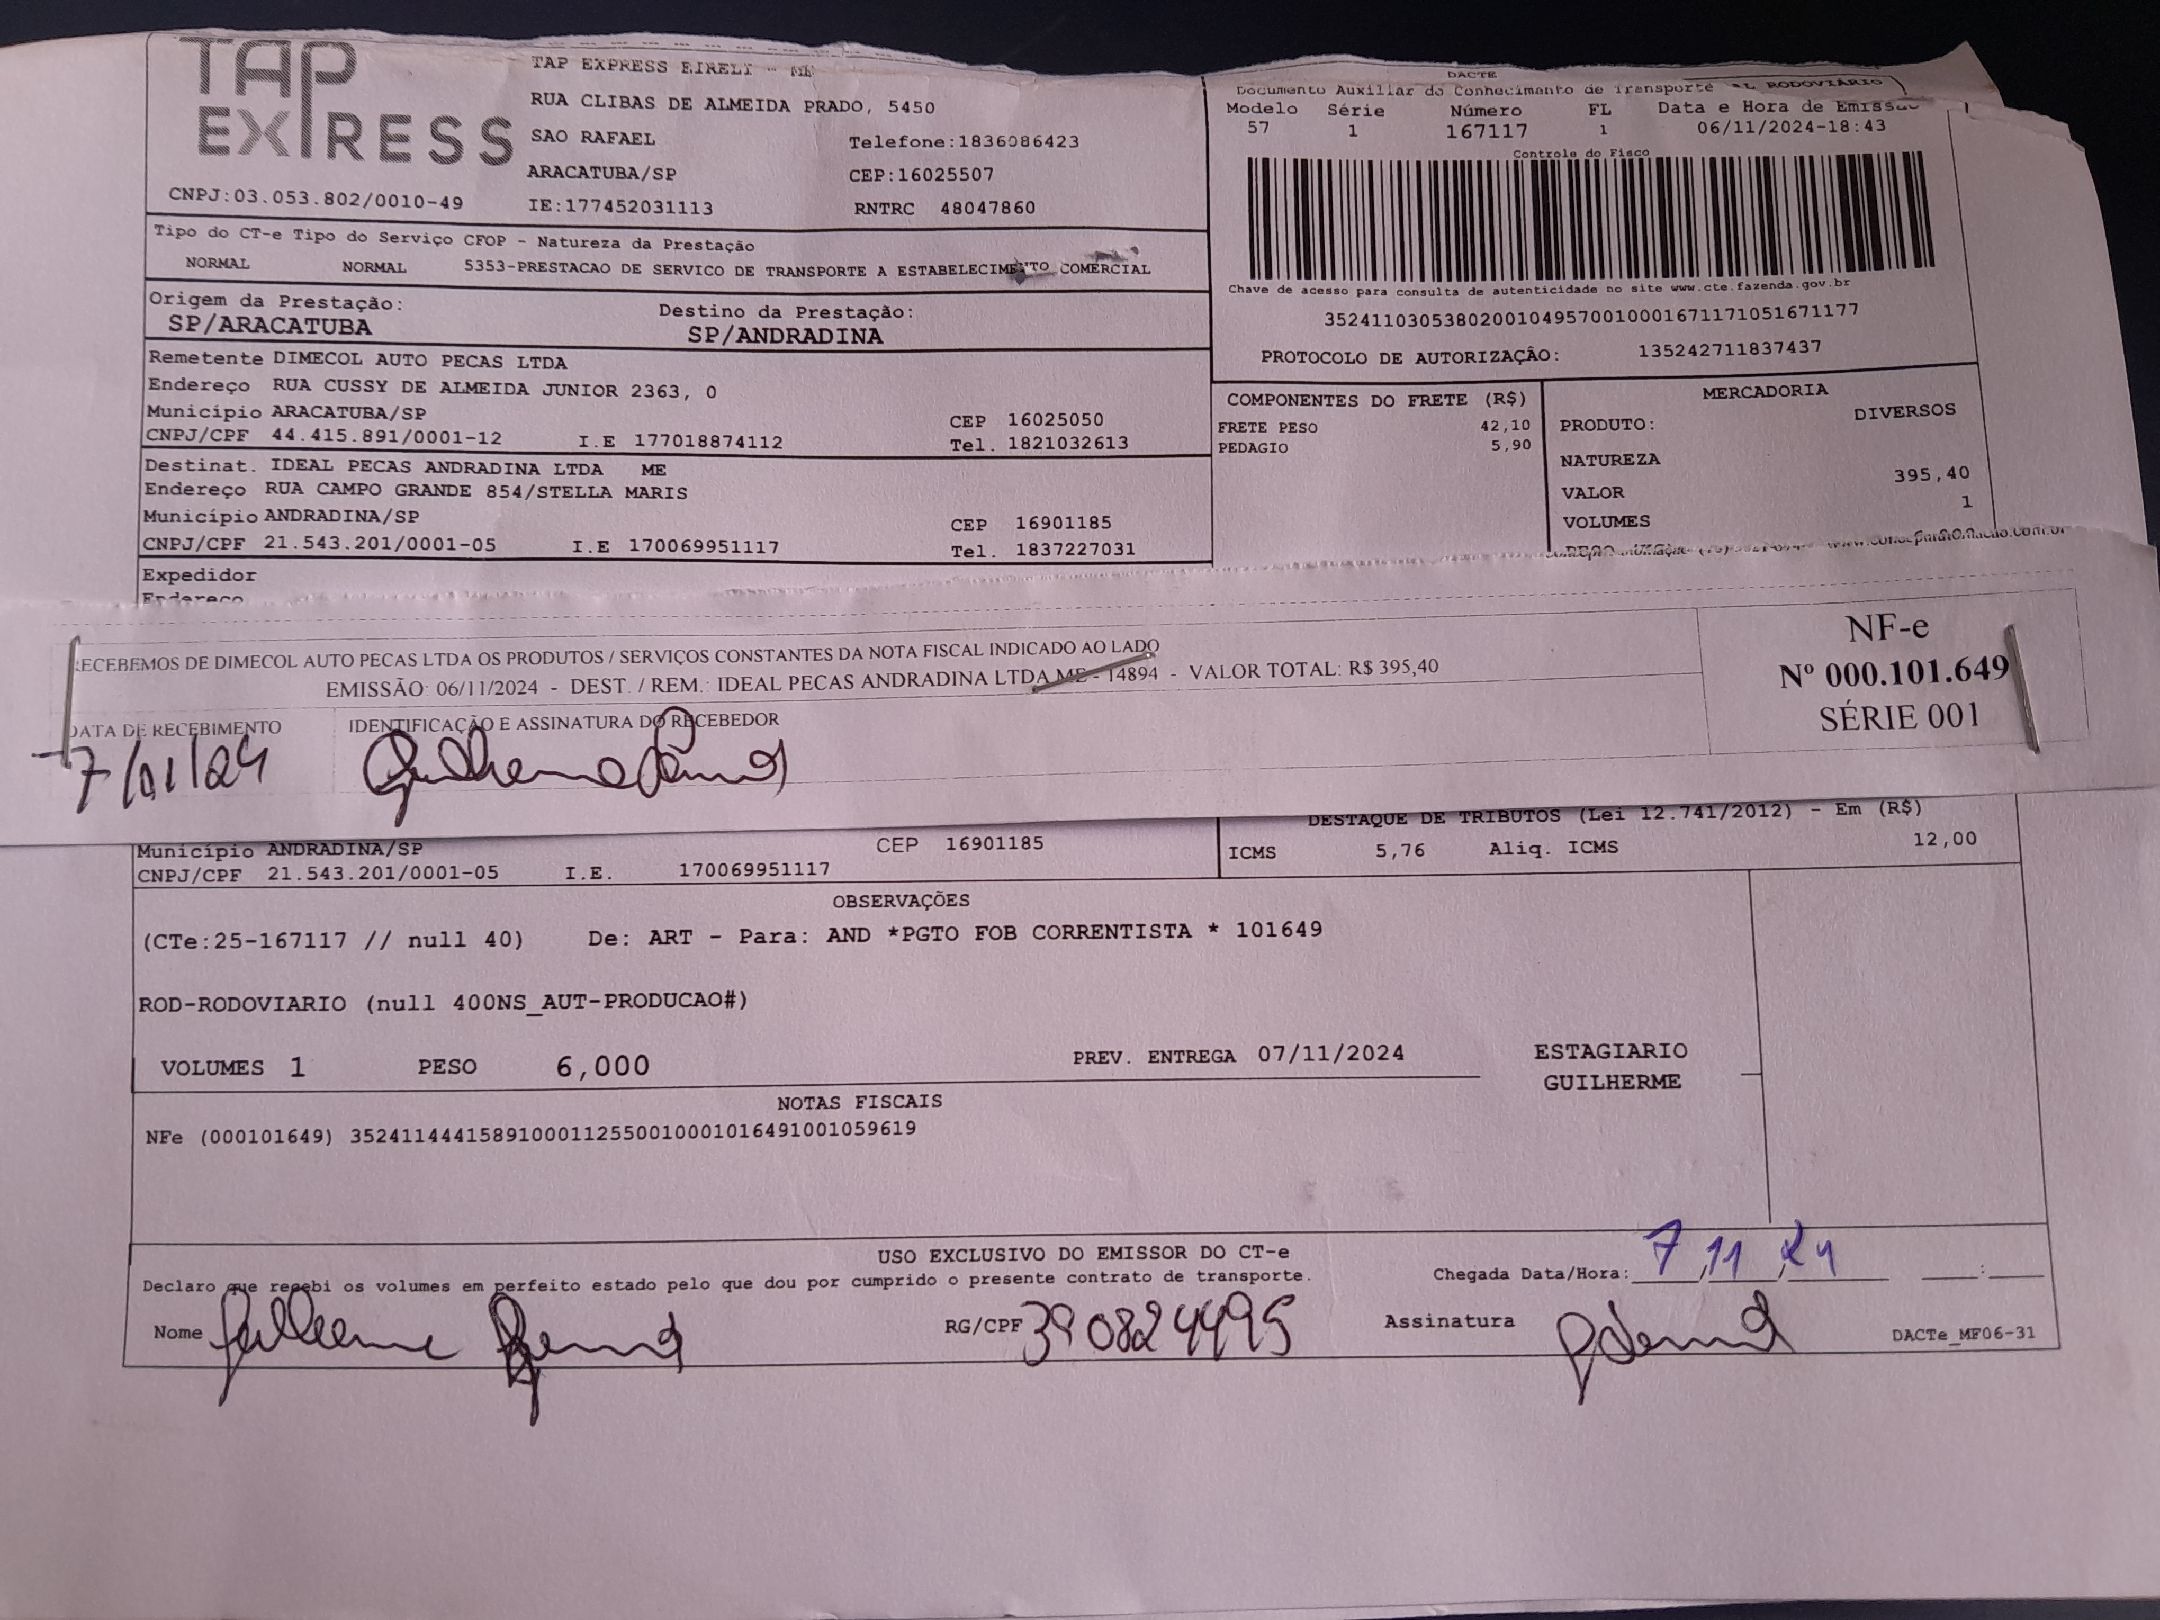 TAP
EXPRESS
TAP EXPRESS EIRELI - ME
RUA CLIBAS DE ALMEIDA PRADO, 5450
SAO RAFAEL Telefone:1836086423
ARACATUBA/SP CEP:16025507
CNPJ:03.053.802/0010-49 IE:177452031113 RNTRC 48047860
DACTE
Documento Auxiliar do Conhecimento de Transporte RODOVIÁRIO
Modelo Série Número FL Data e Hora de Emissão
57 1 167117 1 06/11/2024-18:43
Controle do Fisco
Chave de acesso para consulta de autenticidade no site www.cte.fazenda.gov.br
35241103053802001049570010001671171051671177
PROTOCOLO DE AUTORIZAÇÃO: 135242711837437
Tipo do CT-e Tipo do Serviço CFOP - Natureza da Prestação
NORMAL NORMAL 5353-PRESTACAO DE SERVICO DE TRANSPORTE A ESTABELECIMENTO COMERCIAL
Origem da Prestação: Destino da Prestação:
SP/ARACATUBA SP/ANDRADINA
Remetente DIMECOL AUTO PECAS LTDA
Endereço RUA CUSSY DE ALMEIDA JUNIOR 2363, 0
Município ARACATUBA/SP CEP 16025050
CNPJ/CPF 44.415.891/0001-12 I.E 177018874112 Tel. 1821032613
Destinat. IDEAL PECAS ANDRADINA LTDA ME
Endereço RUA CAMPO GRANDE 854/STELLA MARIS
Município ANDRADINA/SP CEP 16901185
CNPJ/CPF 21.543.201/0001-05 I.E 170069951117 Tel. 1837227031
Expedidor
Endereço
COMPONENTES DO FRETE (R$)
FRETE PESO 42,10
PEDAGIO 5,90
MERCADORIA
PRODUTO: DIVERSOS
NATUREZA
VALOR 395,40
VOLUMES 1
RECEBEMOS DE DIMECOL AUTO PECAS LTDA OS PRODUTOS / SERVIÇOS CONSTANTES DA NOTA FISCAL INDICADO AO LADO
EMISSÃO: 06/11/2024 - DEST. / REM.: IDEAL PECAS ANDRADINA LTDA ME - 14894 - VALOR TOTAL: R$ 395,40
DATA DE RECEBIMENTO IDENTIFICAÇÃO E ASSINATURA DO RECEBEDOR
NF-e
Nº 000.101.649
SÉRIE 001
Município ANDRADINA/SP CEP 16901185
CNPJ/CPF 21.543.201/0001-05 I.E. 170069951117
DESTAQUE DE TRIBUTOS (Lei 12.741/2012) - Em (R$)
ICMS 5,76 Aliq. ICMS 12,00
OBSERVAÇÕES
(CTe:25-167117 // null 40) De: ART - Para: AND *PGTO FOB CORRENTISTA * 101649
ROD-RODOVIARIO (null 400NS_AUT-PRODUCAO#)
VOLUMES 1 PESO 6,000 PREV. ENTREGA 07/11/2024
ESTAGIARIO
GUILHERME
NOTAS FISCAIS
NFe (000101649) 35241144415891000112550010001016491001059619
USO EXCLUSIVO DO EMISSOR DO CT-e
Declaro que recebi os volumes em perfeito estado pelo que dou por cumprido o presente contrato de transporte.
Chegada Data/Hora: 7/11/24 :
Nome Guilherme RG/CPF 390824495 Assinatura
DACTe_MF06-31